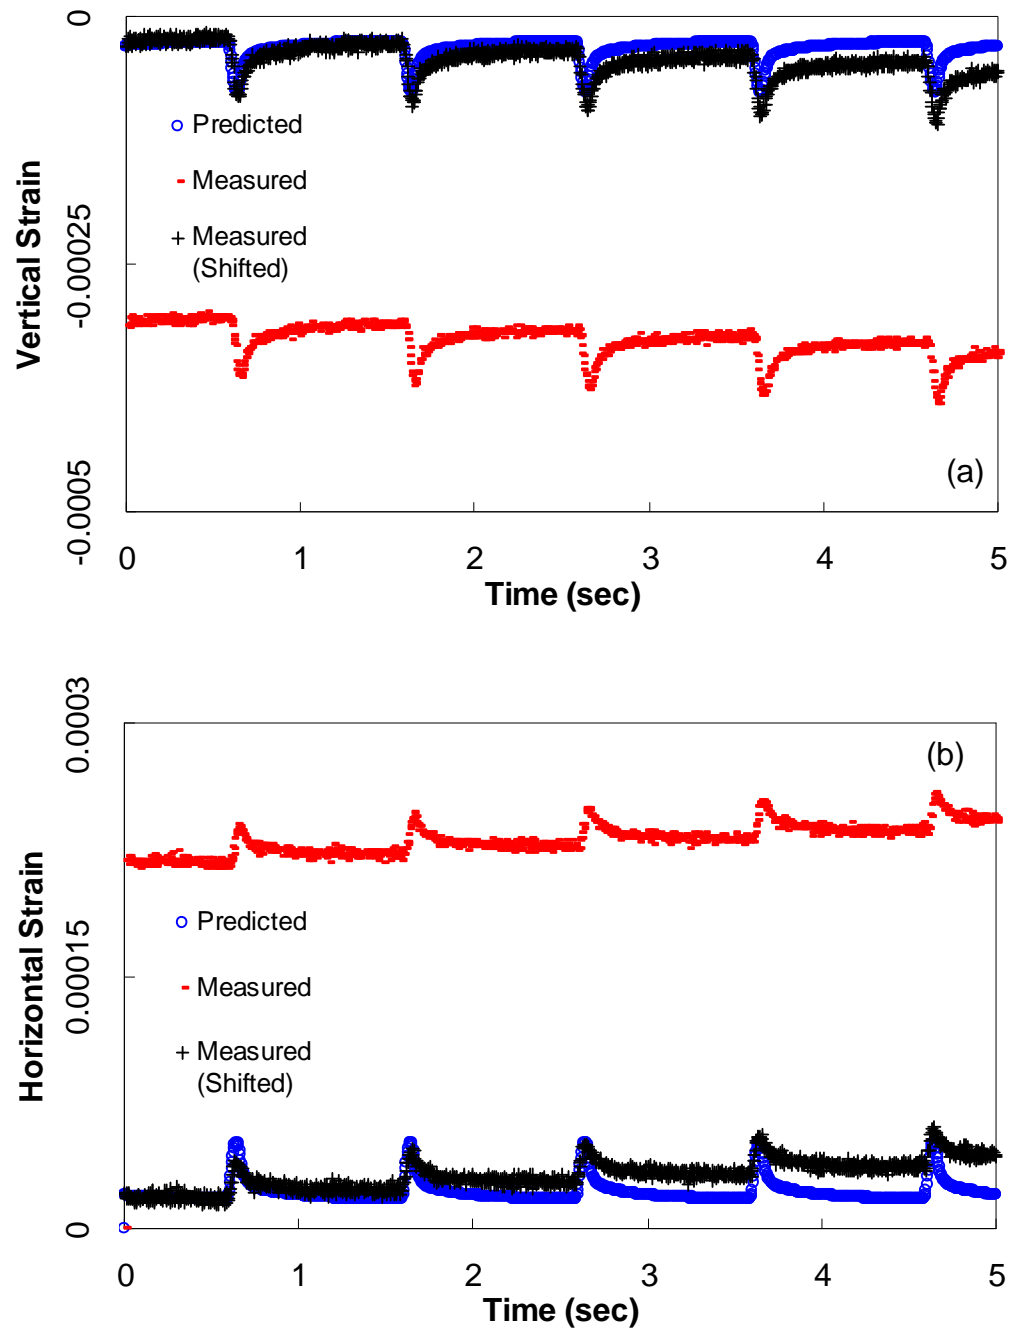 0
-0.00025
-0.0005
Vertical Strain
Predicted
Measured
Measured
(Shifted)
(a)
0 1 2 3 4 5
Time (sec)
0.0003
0.00015
0
Horizontal Strain
(b)
Predicted
Measured
Measured
(Shifted)
0 1 2 3 4 5
Time (sec)